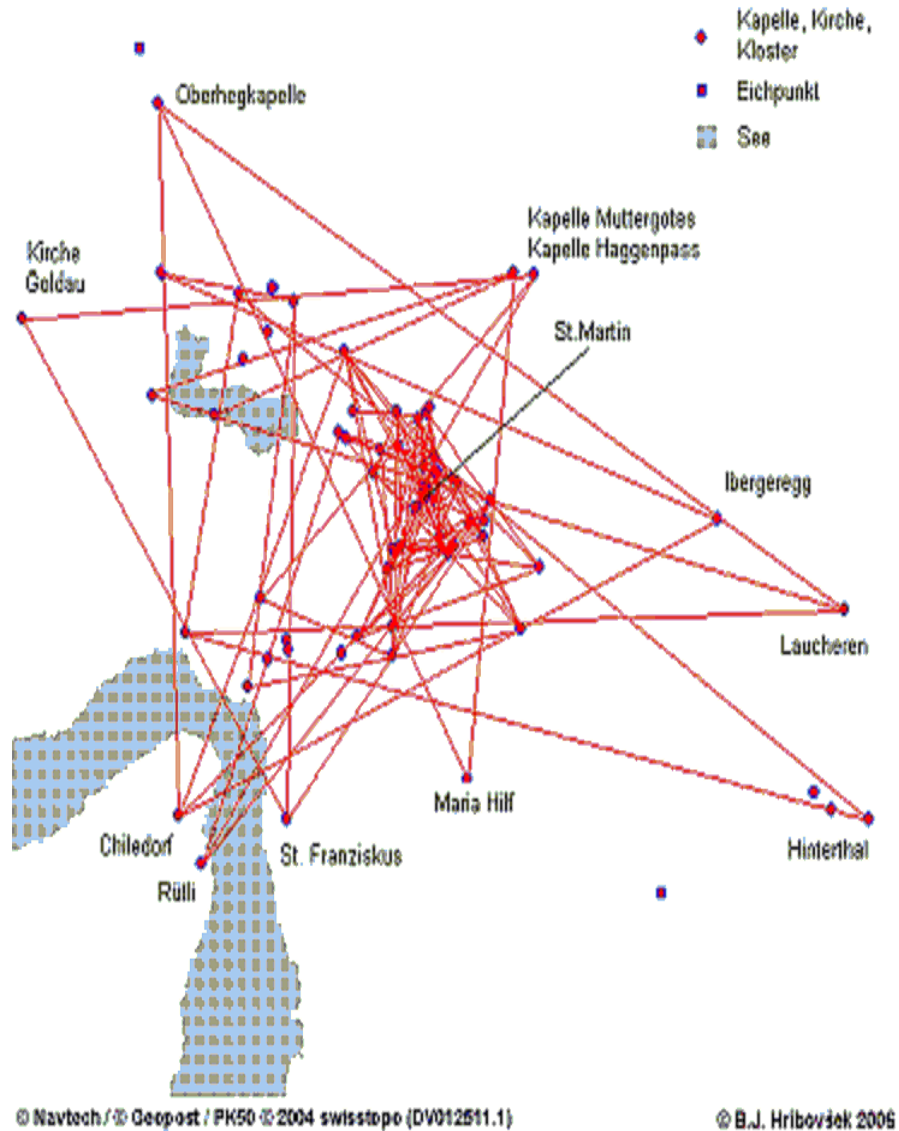 Kapelle, Kirche,
Kloster
Eichpunkt
See
Oberhegkapelle
Kapelle Muttergotes
Kapelle Haggenpass
Kirche
Goldau
St.Martin
Ibergeregg
Laucheren
Maria Hilf
Chiledorf
St. Franziskus
Hinterthal
Rütli
© Navtech / © Geopost / PK50 © 2004 swisstopo (DV012511.1)
© B.J. Hribovšek 2006